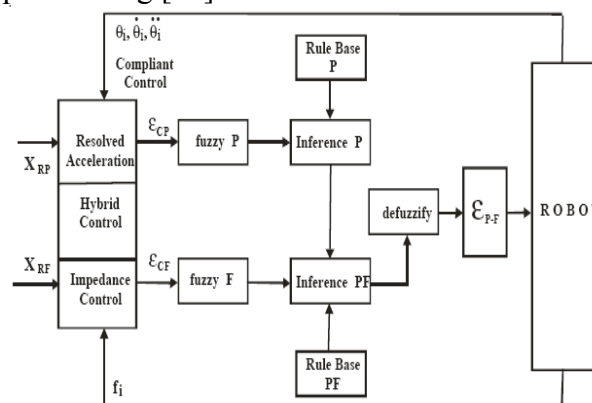 θi, θ̇i, θ̈i
Compliant
Control
Rule Base
P
Resolved
Acceleration
Hybrid
Control
Impedance
Control
XRP
εCP
fuzzy P
Inference P
defuzzify
εP-F
ROBO
XRF
εCF
fuzzy F
Inference PF
Rule Base
PF
fi